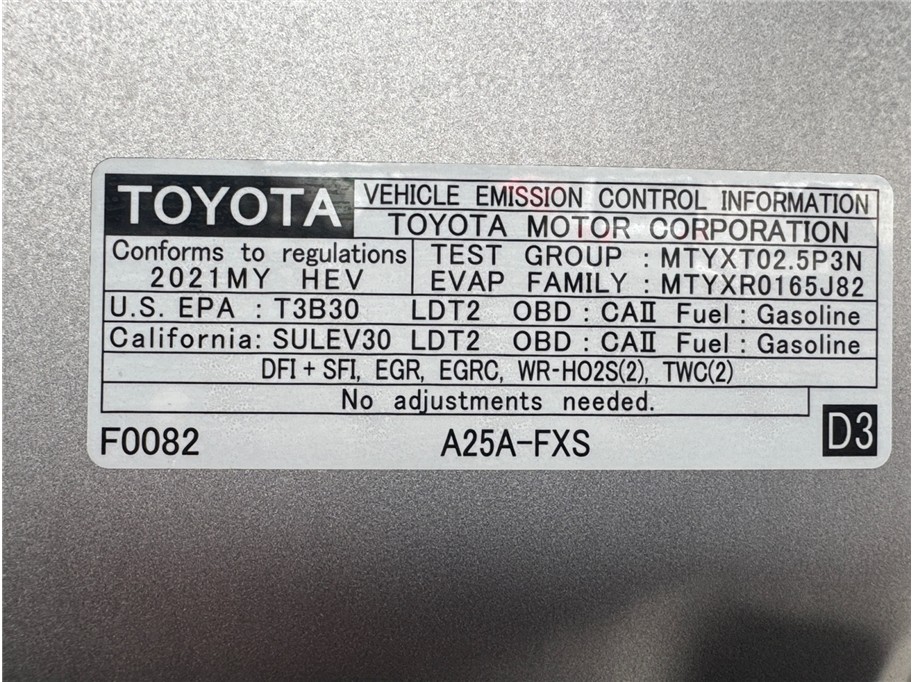 TOYOTA VEHICLE EMISSION CONTROL INFORMATION
TOYOTA MOTOR CORPORATION
Conforms to regulations
2021MY HEV
TEST GROUP : MTYXT02.5P3N
EVAP FAMILY : MTYXR0165J82
U.S. EPA : T3B30 LDT2 OBD : CAⅡ Fuel : Gasoline
California: SULEV30 LDT2 OBD : CAⅡ Fuel : Gasoline
DFI + SFI, EGR, EGRC, WR-HO2S(2), TWC(2)
No adjustments needed.
F0082 A25A-FXS D3